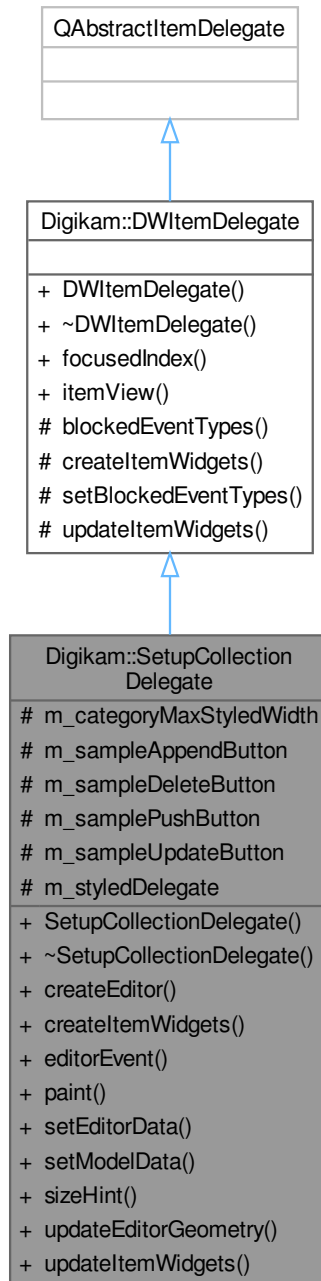 QAbstractItemDelegate
Digikam::DWItemDelegate
+ DWItemDelegate()
+ ~DWItemDelegate()
+ focusedIndex()
+ itemView()
# blockedEventTypes()
# createItemWidgets()
# setBlockedEventTypes()
# updateItemWidgets()
Digikam::SetupCollection
Delegate
# m_categoryMaxStyledWidth
# m_sampleAppendButton
# m_sampleDeleteButton
# m_samplePushButton
# m_sampleUpdateButton
# m_styledDelegate
+ SetupCollectionDelegate()
+ ~SetupCollectionDelegate()
+ createEditor()
+ createItemWidgets()
+ editorEvent()
+ paint()
+ setEditorData()
+ setModelData()
+ sizeHint()
+ updateEditorGeometry()
+ updateItemWidgets()